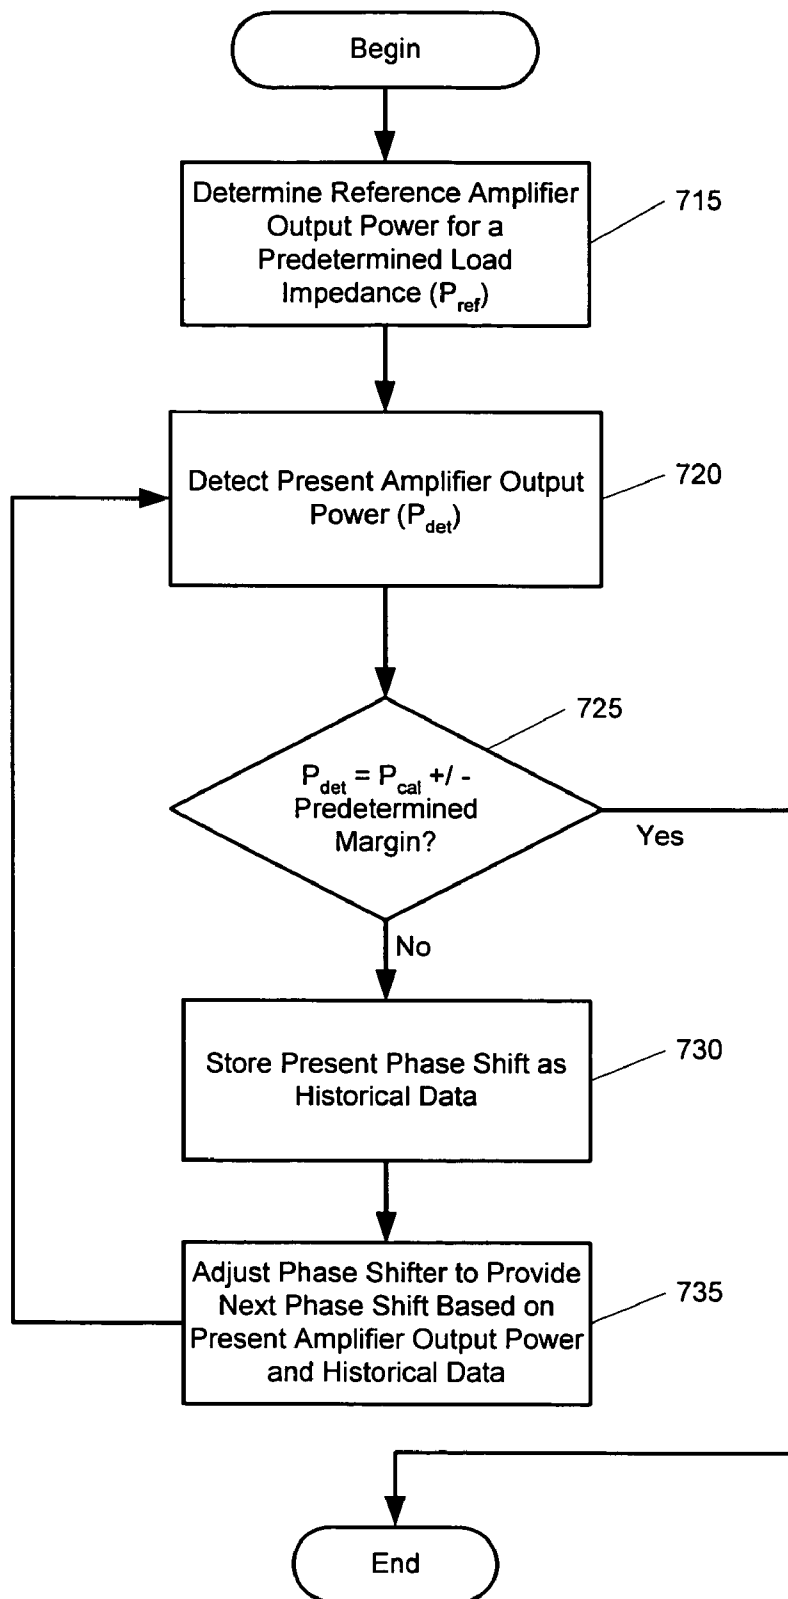 Begin
Determine Reference Amplifier
Output Power for a
Predetermined Load
Impedance (Pref)
715
Detect Present Amplifier Output
Power (Pdet)
720
725
Pdet = Pcal +/ -
Predetermined
Margin?
Yes
No
Store Present Phase Shift as
Historical Data
730
Adjust Phase Shifter to Provide
Next Phase Shift Based on
Present Amplifier Output Power
and Historical Data
735
End